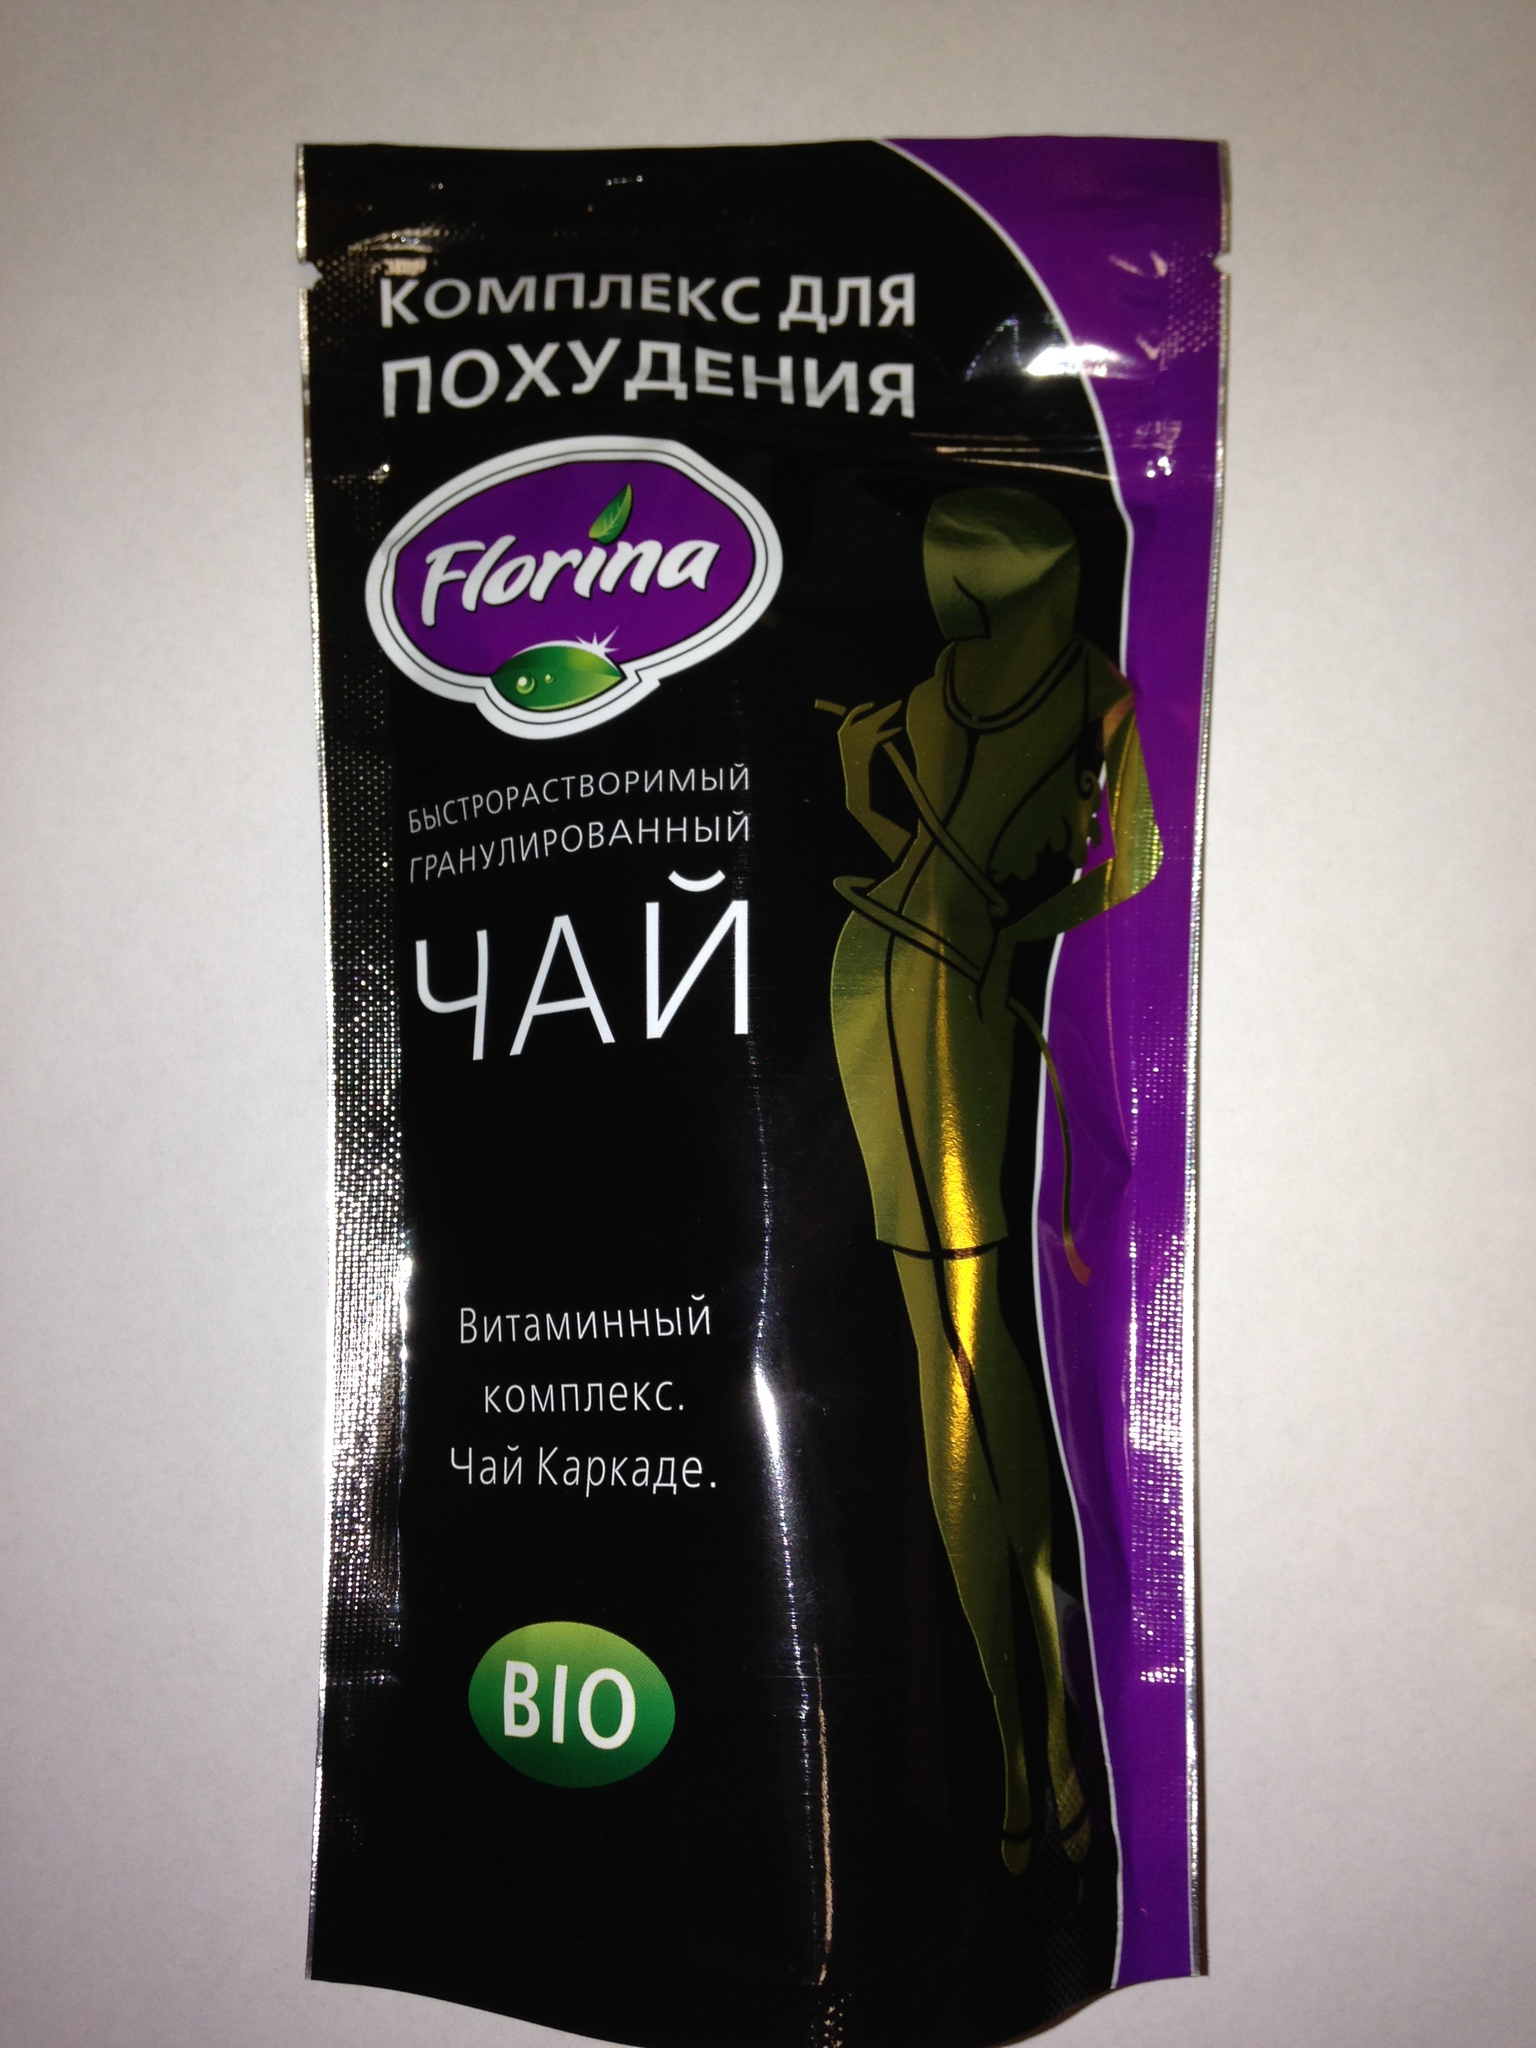 КОМПЛЕКС ДЛЯ
ПОХУДЕНИЯ
Florina
БЫСТРОРАСТВОРИМЫЙ
ГРАНУЛИРОВАННЫЙ
ЧАЙ
Витаминный
комплекс.
Чай Каркаде.
BIO